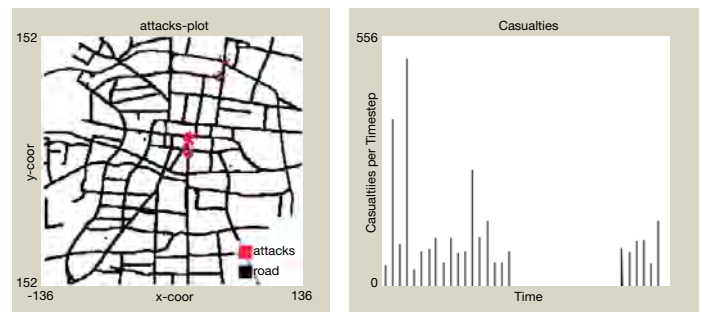 attacks-plot
152
y-coor
attacks
road
152
-136
x-coor
136
Casualties
556
Casualtiies per Timestep
0
Time